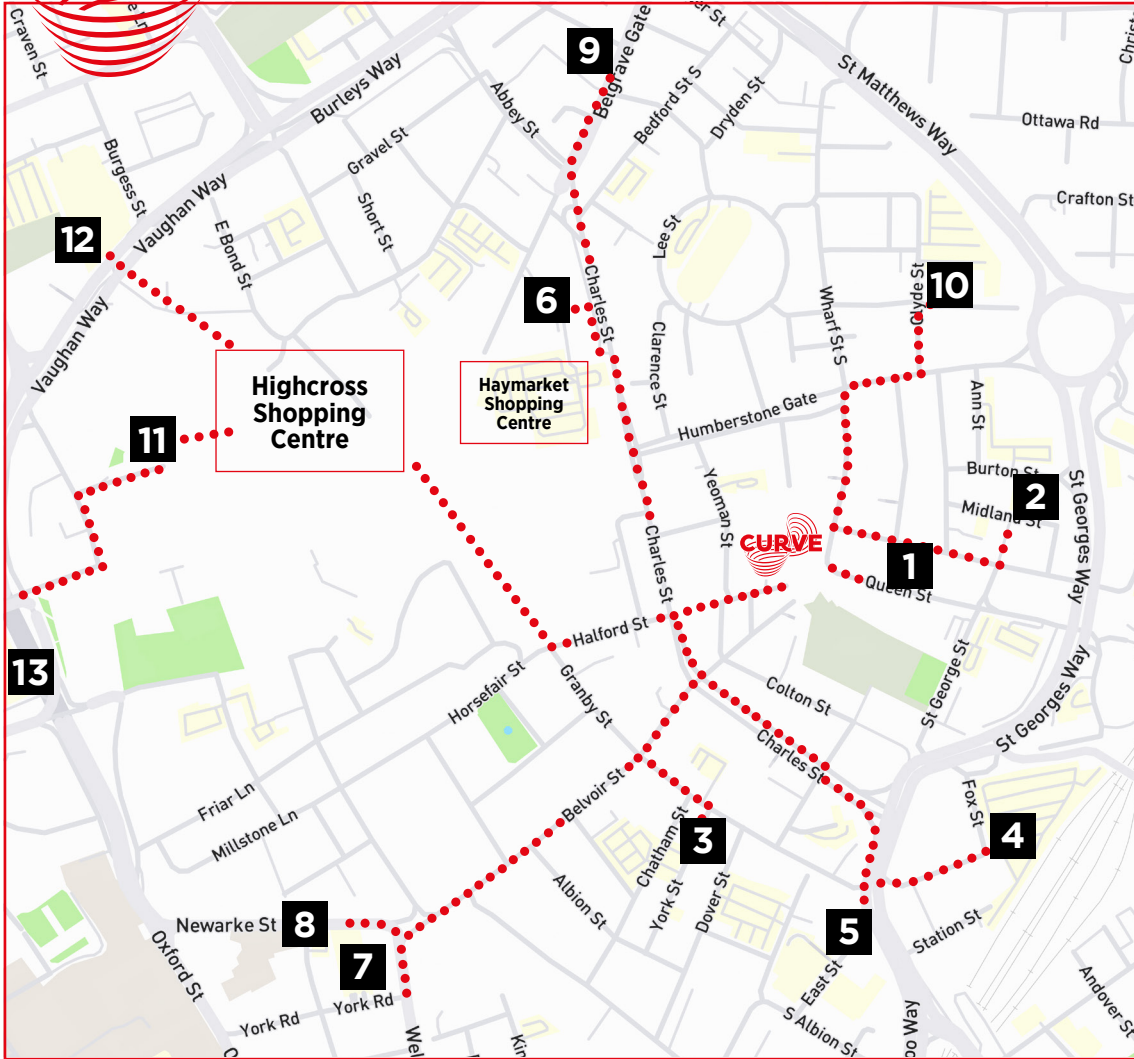 Craven St
Burleys Way
9
Belgrave Gate
St Matthews Way
Abbey St
Bedford St S
Dryden St
Ottawa Rd
Gravel St
Burgess St
Vaughan Way
Short St
Crafton St
12
E Bond St
Lee St
Charles St
6
Clyde St
10
Wharf St S
Vaughan Way
Clarence St
Highcross
Shopping
Centre
Haymarket
Shopping
Centre
Ann St
Humberstone Gate
11
Burton St
2
Yeoman St
Midland St
St Georges Way
CURVE
Charles St
1
Queen St
Halford St
13
Horsefair St
Granby St
Colton St
St George St
St Georges Way
Charles St
Belvoir St
Friar Ln
Fox St
Millstone Ln
3
4
Chatham St
Albion St
York St
Dover St
Newarke St
8
5
Station St
Oxford St
7
East St
York Rd
York Rd
S Albion St
Andover St